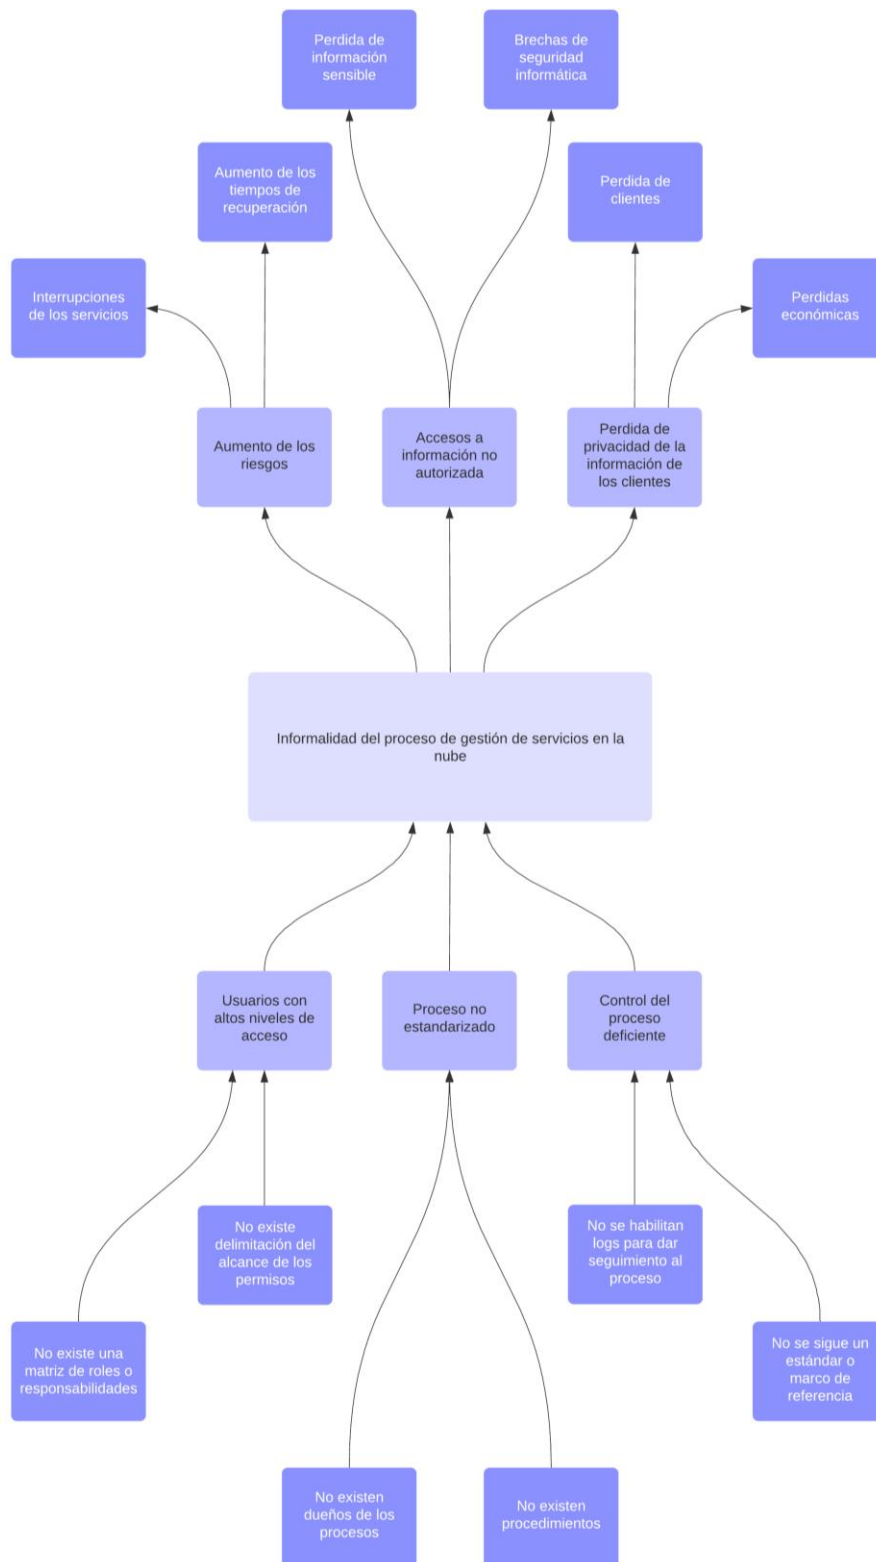 Perdida de
información
sensible
Brechas de
seguridad
informática
Aumento de los
tiempos de
recuperación
Perdida de
clientes
Interrupciones
de los servicios
Perdidas
económicas
Aumento de los
riesgos
Accesos a
información no
autorizada
Perdida de
privacidad de la
información de
los clientes
Informalidad del proceso de gestión de servicios en la
nube
Usuarios con
altos niveles de
acceso
Proceso no
estandarizado
Control del
proceso
deficiente
No existe
delimitación del
alcance de los
permisos
No se habilitan
logs para dar
seguimiento al
proceso
No existe una
matriz de roles o
responsabilidades
No se sigue un
estándar o
marco de
referencia
No existen
dueños de los
procesos
No existen
procedimientos